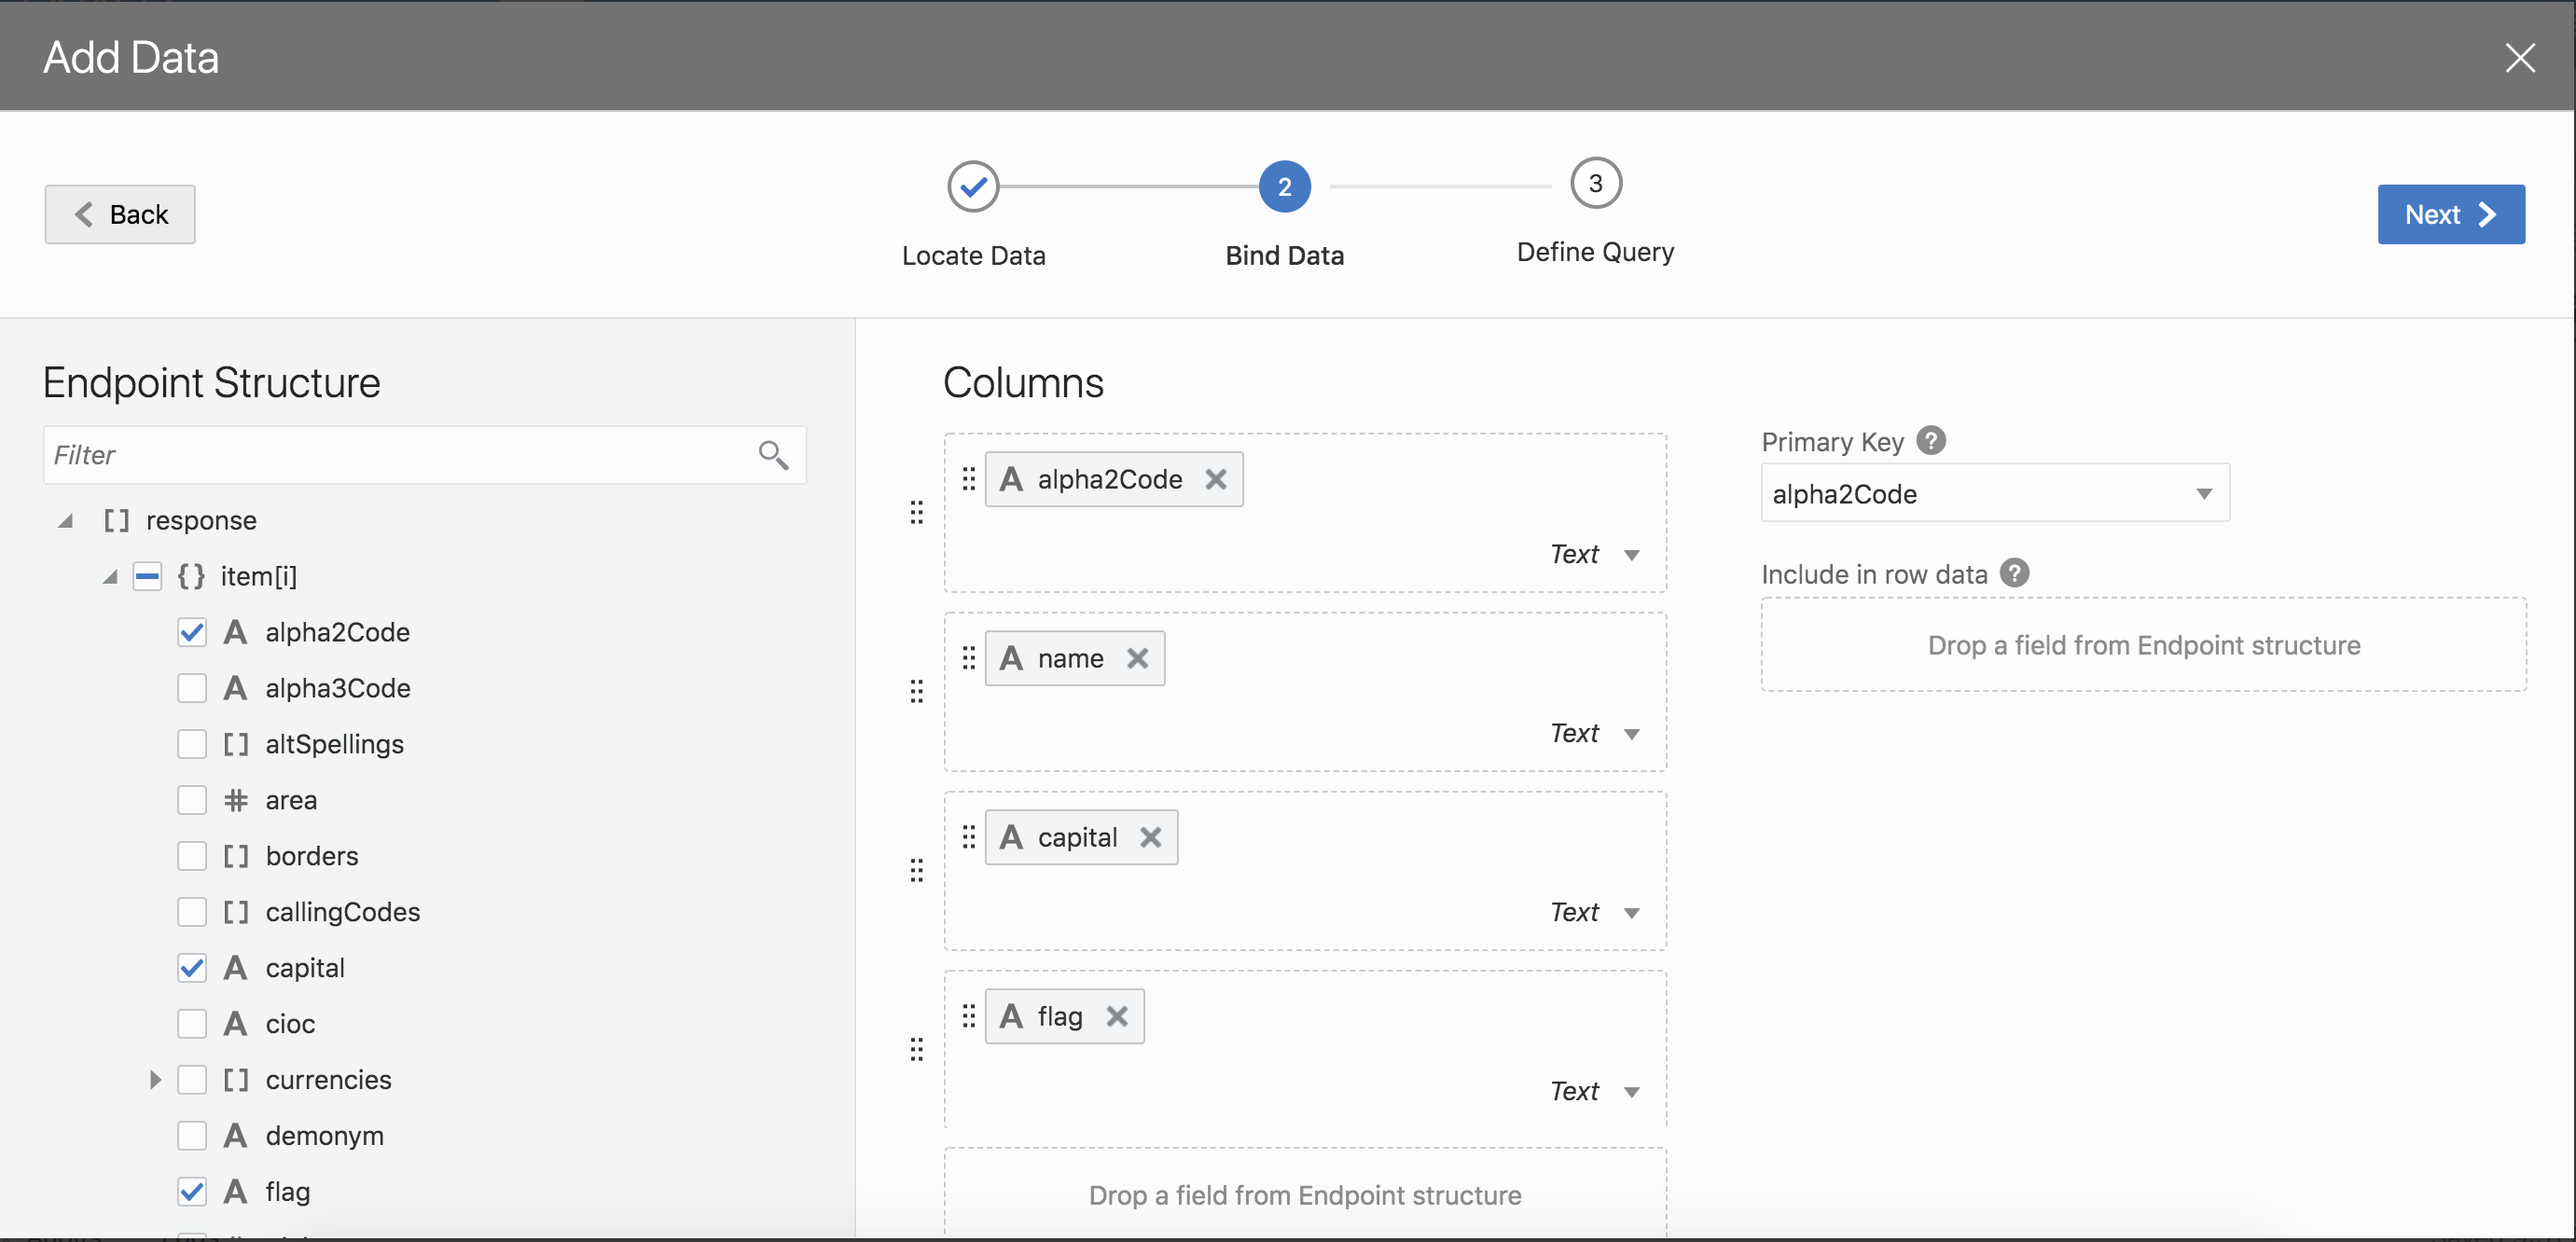 Add Data
Back
2
3
Locate Data
Bind Data
Define Query
Next
Endpoint Structure
Filter
[ ] response
{ } item[i]
A alpha2Code
A alpha3Code
[ ] altSpellings
# area
[ ] borders
[ ] callingCodes
A capital
A cioc
[ ] currencies
A demonym
A flag
Columns
A alpha2Code
Text
A name
Text
A capital
Text
A flag
Text
Drop a field from Endpoint structure
Primary Key ?
alpha2Code
Include in row data ?
Drop a field from Endpoint structure